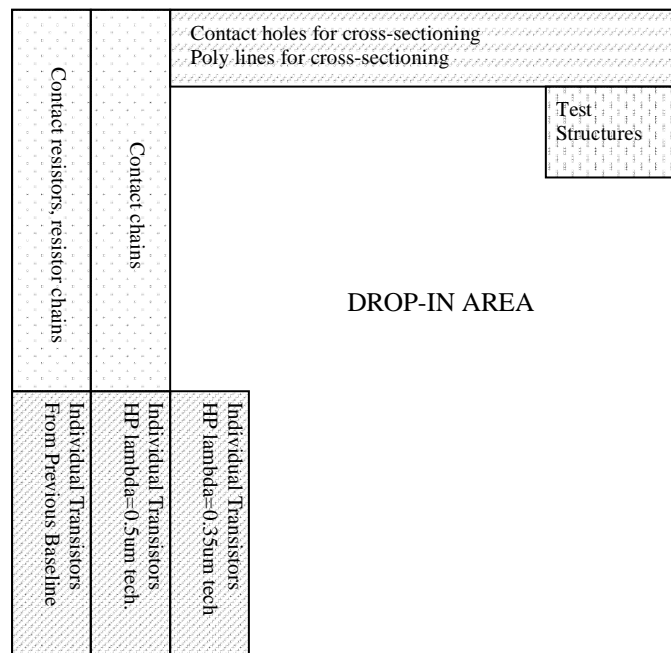 Contact holes for cross-sectioning
Poly lines for cross-sectioning
Test
Structures
Contact resistors, resistor chains
Contact chains
DROP-IN AREA
Individual Transistors
From Previous Baseline
Individual Transistors
HP lambda=0.5um tech.
Individual Transistors
HP lambda=0.35um tech